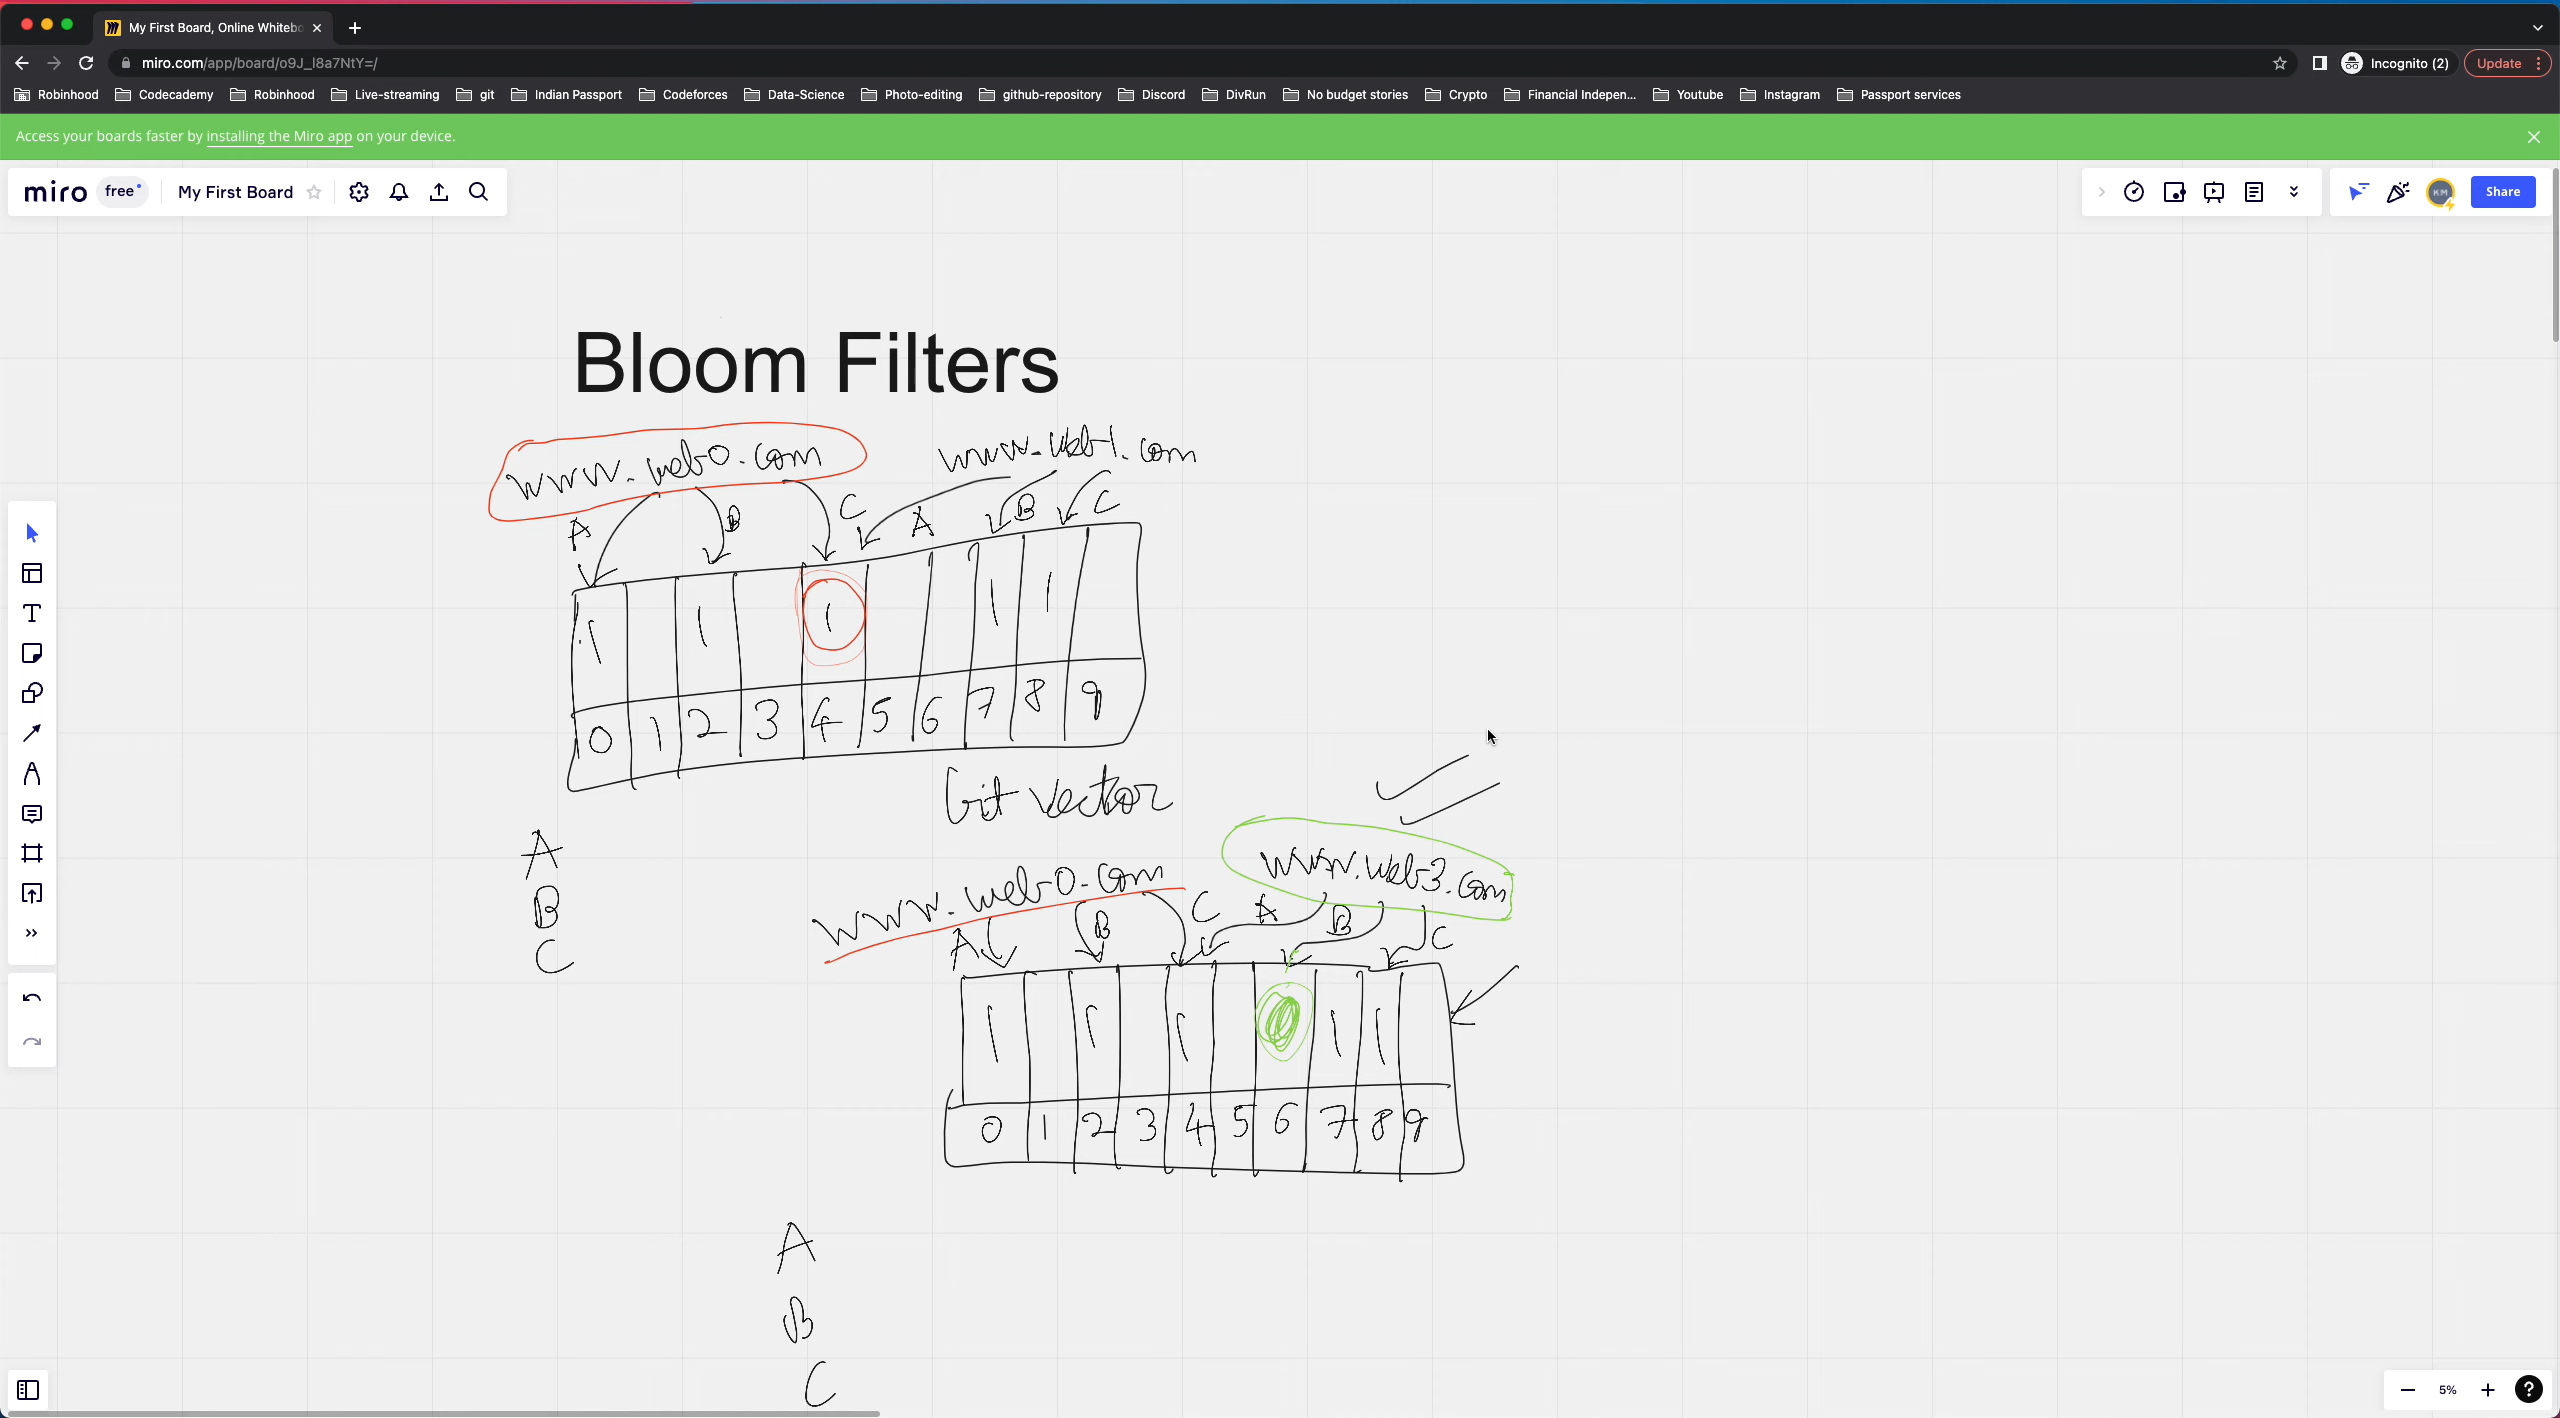 My First Board, Online Whitebo
miro.com/app/board/o9J_l8a7NtY=/
Incognito (2)
Update
Robinhood Codecademy Robinhood Live-streaming git Indian Passport Codeforces Data-Science Photo-editing github-repository Discord DivRun No budget stories Crypto Financial Indepen... Youtube Instagram Passport services
Access your boards faster by installing the Miro app on your device.
miro free My First Board
KM
Share
Bloom Filters
www.web0.com www.web1.com
A B C A B C
1 1 1 1 1
0 1 2 3 4 5 6 7 8 9
bit vector
A
B
C
www.web0.com www.web3.com
A B C A B C
1 1 1 0 1 1
0 1 2 3 4 5 6 7 8 9
A
B
C
5%